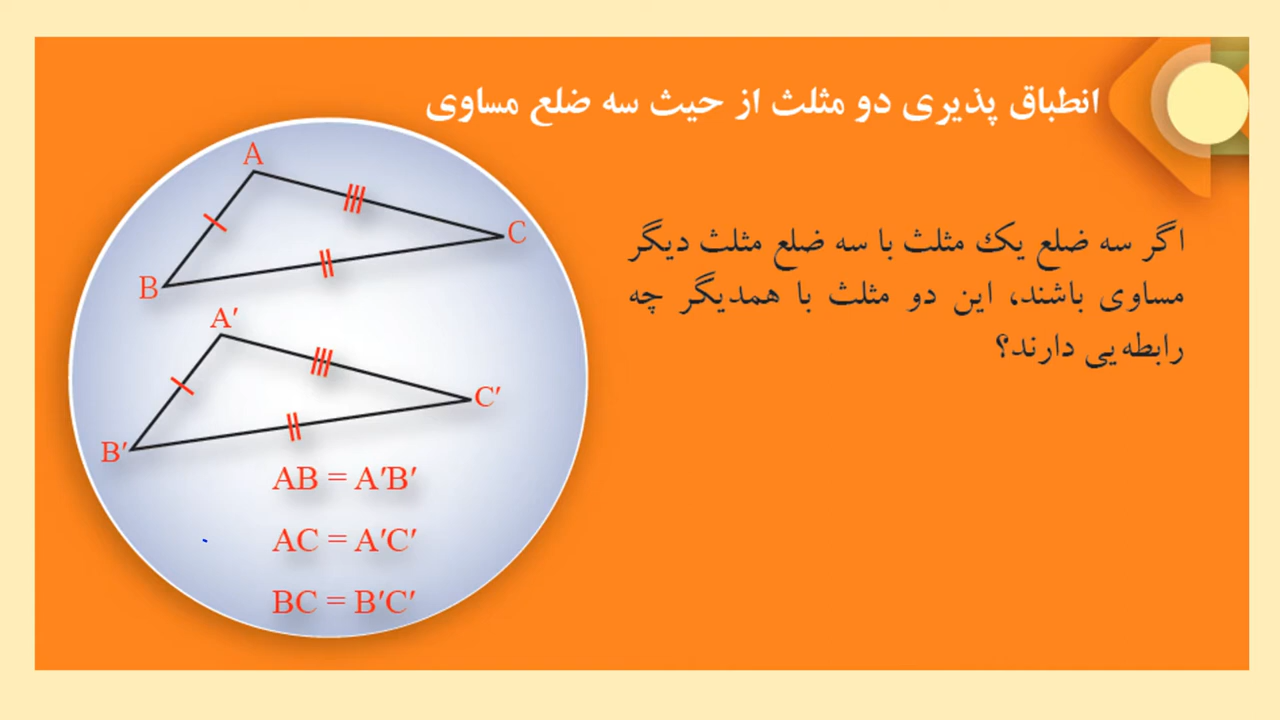 انطباق پذیری دو مثلث از حیث سه ضلع مساوی
اگر سه ضلع یک مثلث با سه ضلع مثلث دیگر
مساوی باشند، این دو مثلث با همدیگر چه
رابطه‌یی دارند؟
A
C
B
A′
C′
B′
AB = A′B′
AC = A′C′
BC = B′C′